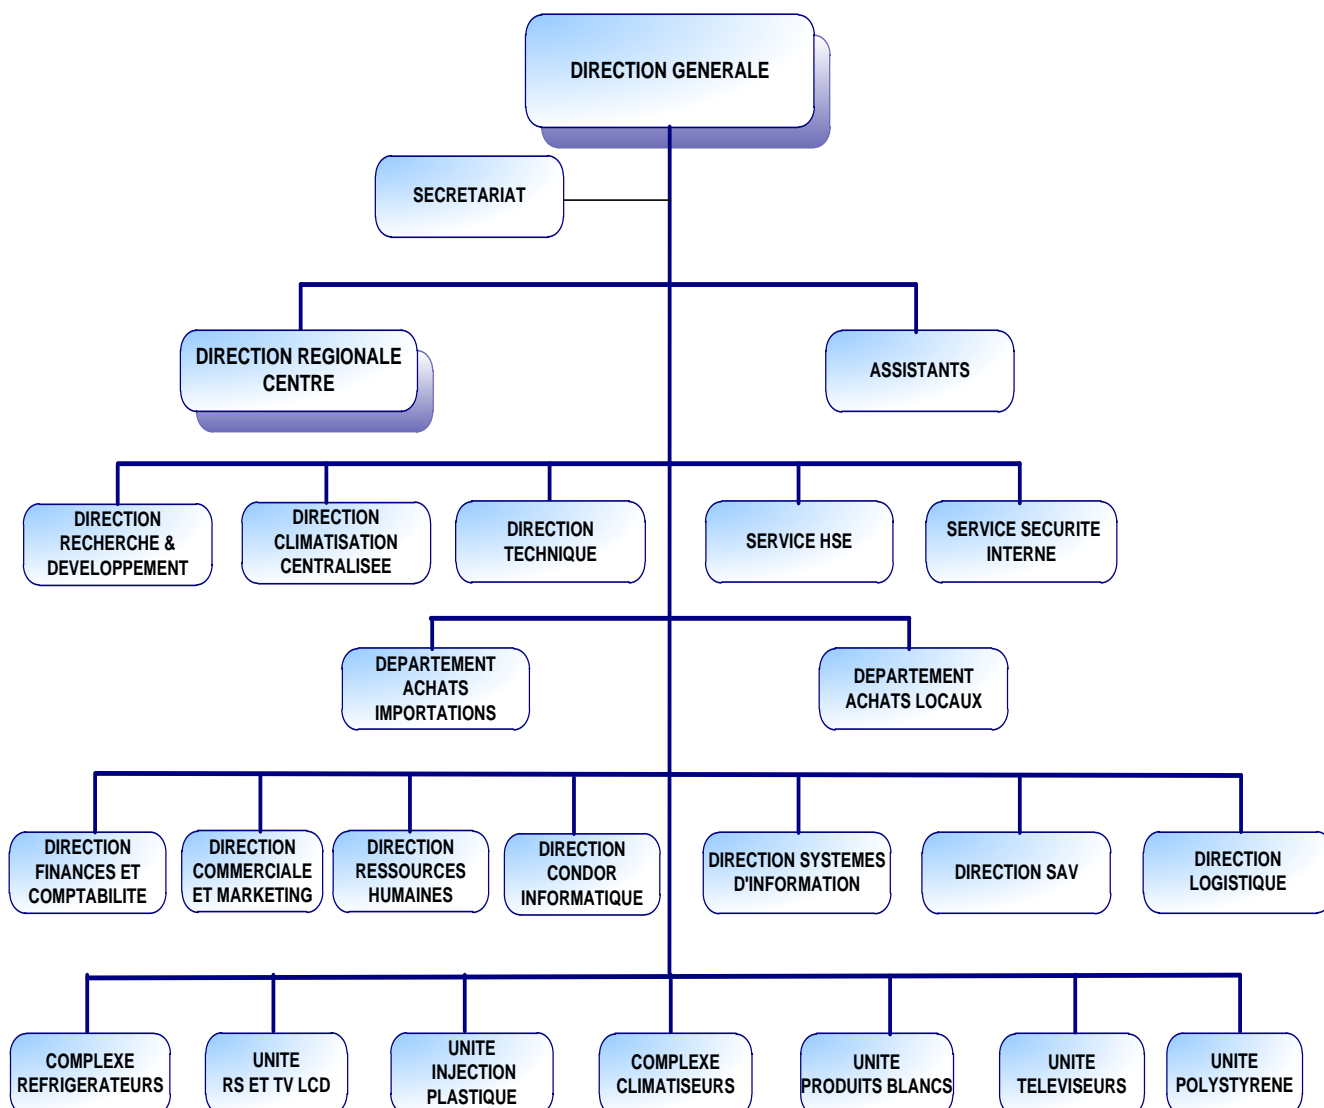 DIRECTION GENERALE
SECRETARIAT
DIRECTION REGIONALE
CENTRE
ASSISTANTS
DIRECTION
RECHERCHE &
DEVELOPPEMENT
DIRECTION
CLIMATISATION
CENTRALISEE
DIRECTION
TECHNIQUE
SERVICE HSE
SERVICE SECURITE
INTERNE
DEPARTEMENT
ACHATS
IMPORTATIONS
DEPARTEMENT
ACHATS LOCAUX
DIRECTION
FINANCES ET
COMPTABILITE
DIRECTION
COMMERCIALE
ET MARKETING
DIRECTION
RESSOURCES
HUMAINES
DIRECTION
CONDOR
INFORMATIQUE
DIRECTION SYSTEMES
D'INFORMATION
DIRECTION SAV
DIRECTION
LOGISTIQUE
COMPLEXE
REFRIGERATEURS
UNITE
RS ET TV LCD
UNITE
INJECTION
PLASTIQUE
COMPLEXE
CLIMATISEURS
UNITE
PRODUITS BLANCS
UNITE
TELEVISEURS
UNITE
POLYSTYRENE